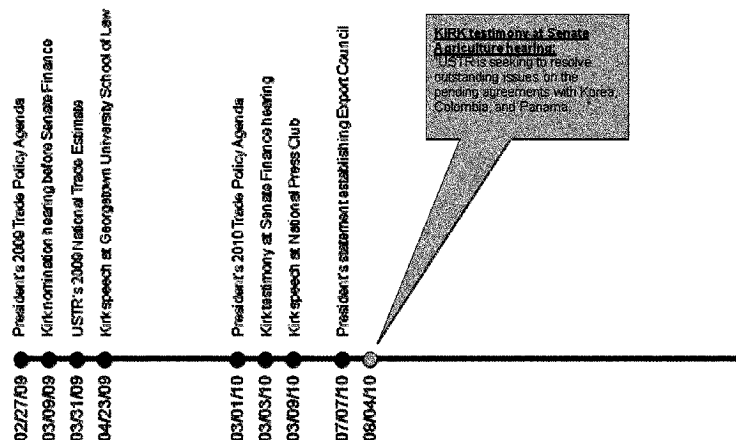 President's 2009 Trade Policy Agenda
Kirk nomination hearing before Senate Finance
USTR's 2009 National Trade Estimate
Kirk speech at Georgetown University School of Law
President's 2010 Trade Policy Agenda
Kirk testimony at Senate Finance hearing
Kirk speech at National Press Club
President's statement establishing Export Council
KIRK testimony at Senate
Agriculture hearing:
"USTR is seeking to resolve
outstanding issues on the
pending agreements with Korea,
Colombia, and Panama.
02/27/09
03/09/09
03/31/09
04/23/09
03/01/10
03/03/10
03/09/10
07/07/10
08/04/10